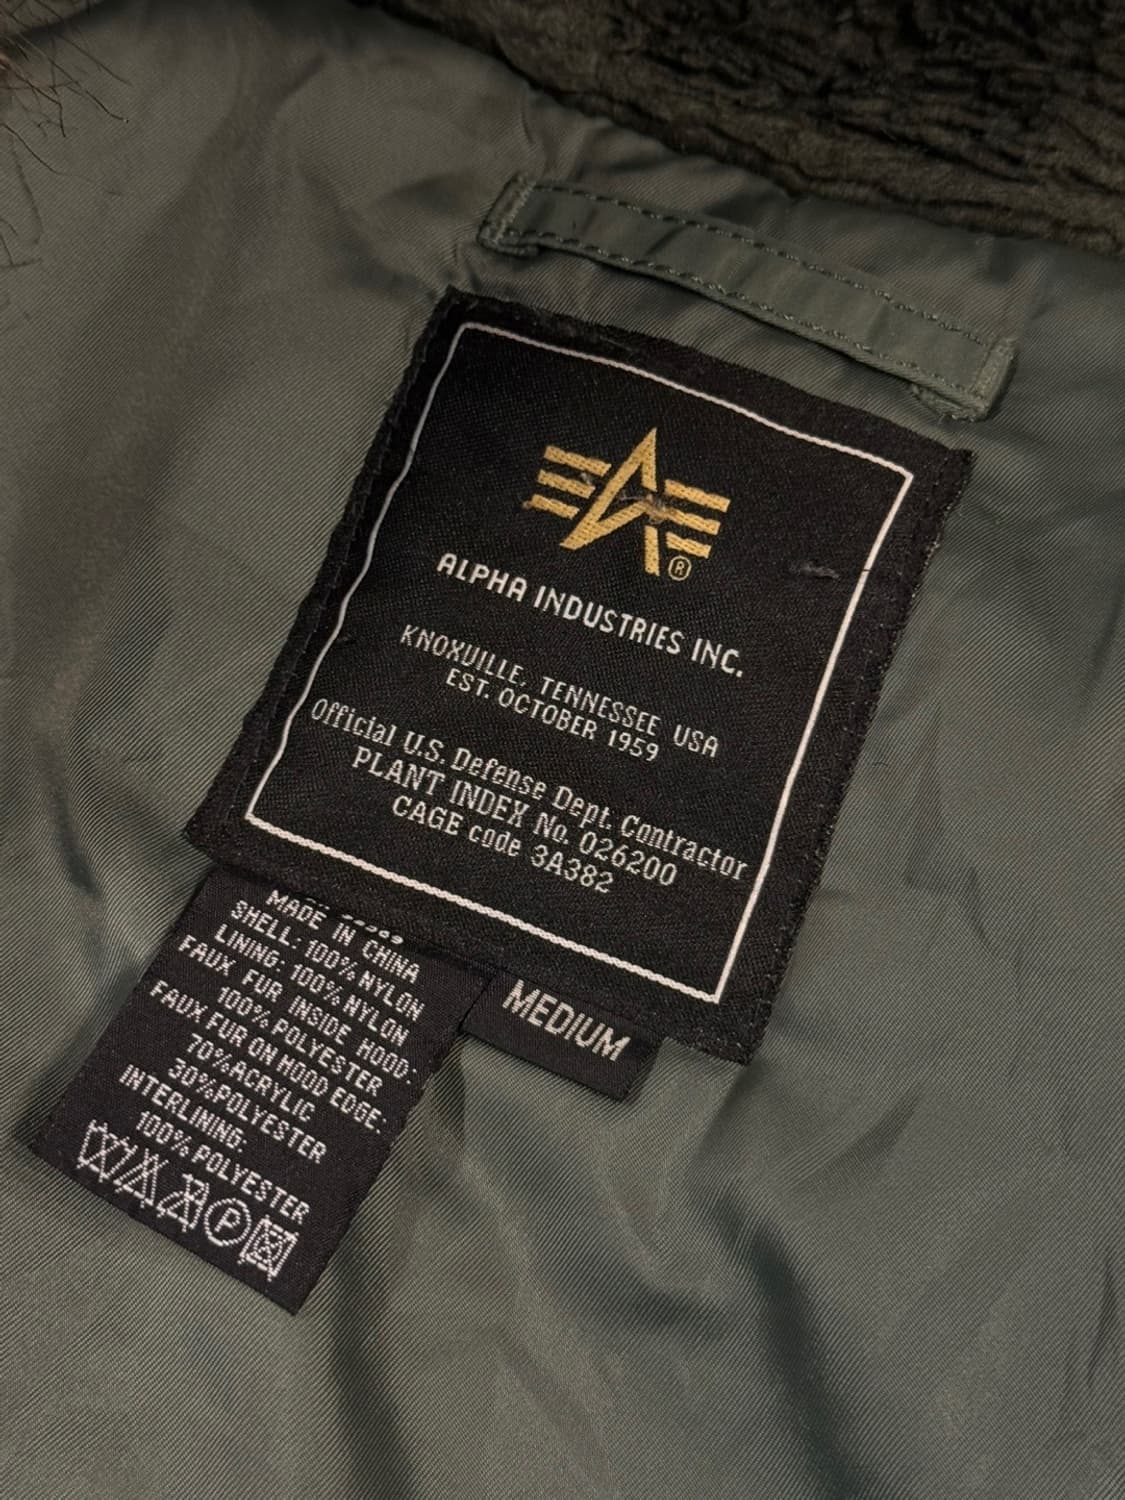 ®
ALPHA INDUSTRIES INC.
KNOXVILLE, TENNESSEE USA
EST. OCTOBER 1959
Official U.S. Defense Dept. Contractor
PLANT INDEX No. 026200
CAGE code 3A382
MEDIUM
MADE IN CHINA
SHELL: 100% NYLON
LINING: 100% NYLON
FAUX FUR INSIDE HOOD:
100% POLYESTER
FAUX FUR ON HOOD EDGE:
70%ACRYLIC
30%POLYESTER
INTERLINING:
100% POLYESTER
P